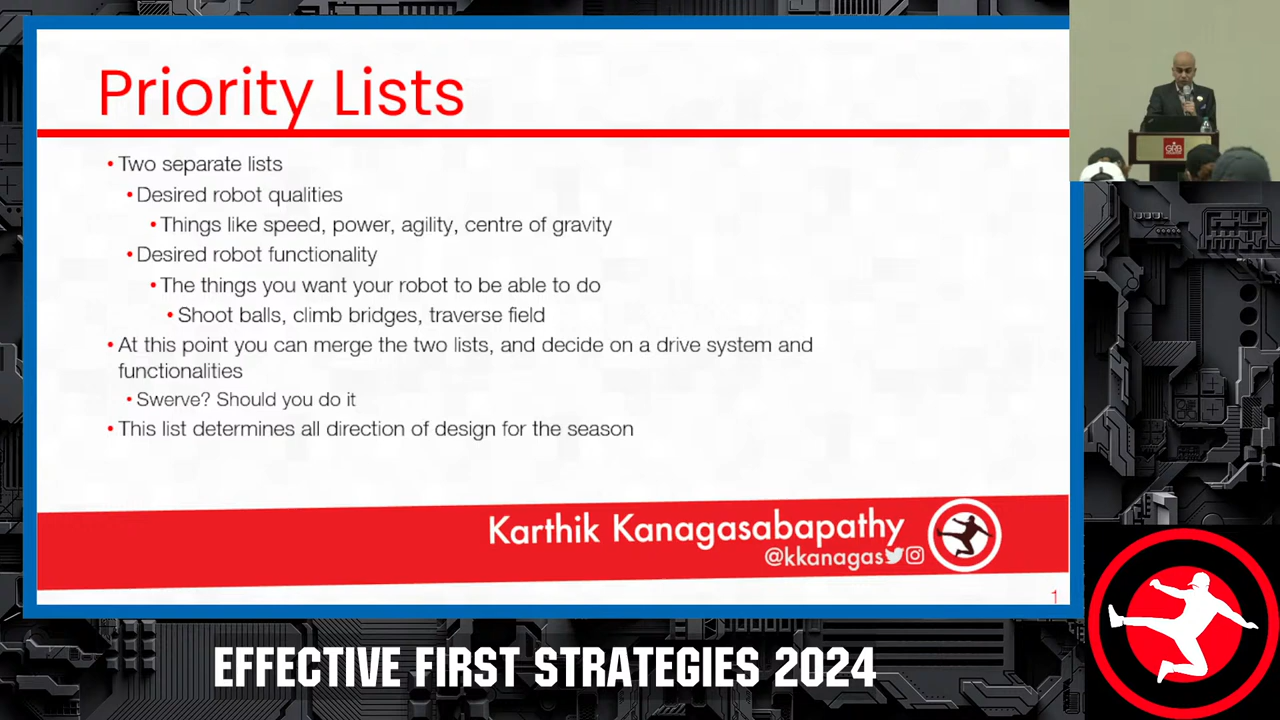 Priority Lists
• Two separate lists
• Desired robot qualities
• Things like speed, power, agility, centre of gravity
• Desired robot functionality
• The things you want your robot to be able to do
• Shoot balls, climb bridges, traverse field
• At this point you can merge the two lists, and decide on a drive system and
functionalities
• Swerve? Should you do it
• This list determines all direction of design for the season
Karthik Kanagasabapathy
@kkanagas
1
GRB
EFFECTIVE FIRST STRATEGIES 2024